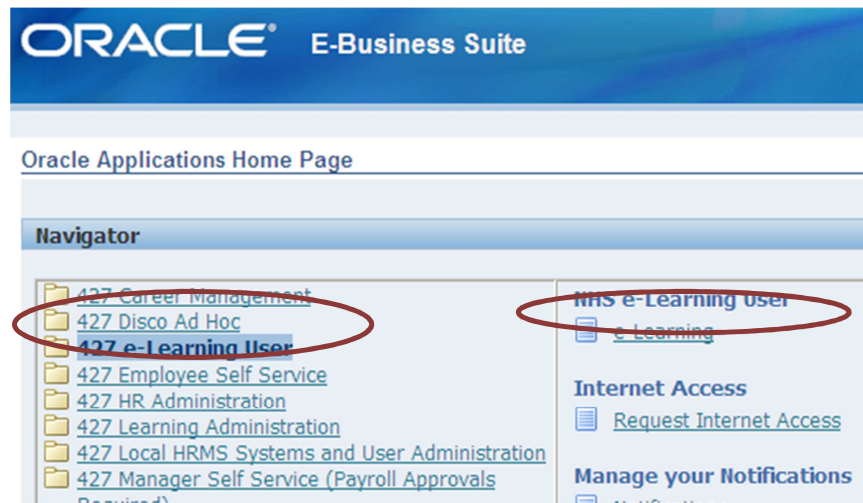 ORACLE® E-Business Suite
Oracle Applications Home Page
Navigator
427 Career Management
427 Disco Ad Hoc
427 e-Learning User
427 Employee Self Service
427 HR Administration
427 Learning Administration
427 Local HRMS Systems and User Administration
427 Manager Self Service (Payroll Approvals
Required)
NHS e-Learning User
e-Learning
Internet Access
Request Internet Access
Manage your Notifications
Notifications